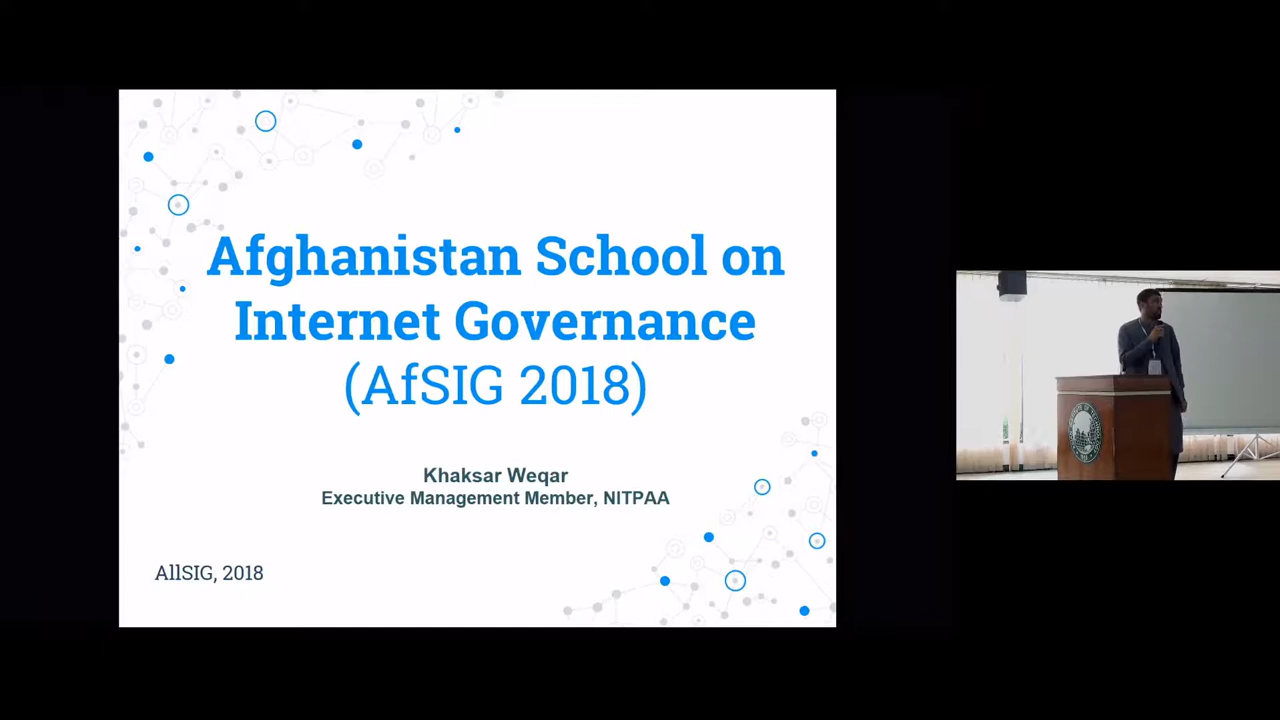 Afghanistan School on
Internet Governance
(AfSIG 2018)
Khaksar Weqar
Executive Management Member, NITPAA
AllSIG, 2018